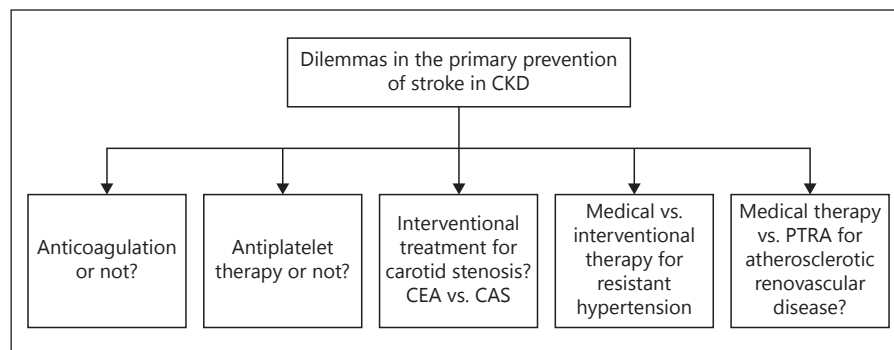 Dilemmas in the primary prevention
of stroke in CKD
Anticoagulation
or not?
Antiplatelet
therapy or not?
Interventional
treatment for
carotid stenosis?
CEA vs. CAS
Medical vs.
interventional
therapy for
resistant
hypertension
Medical therapy
vs. PTRA for
atherosclerotic
renovascular
disease?